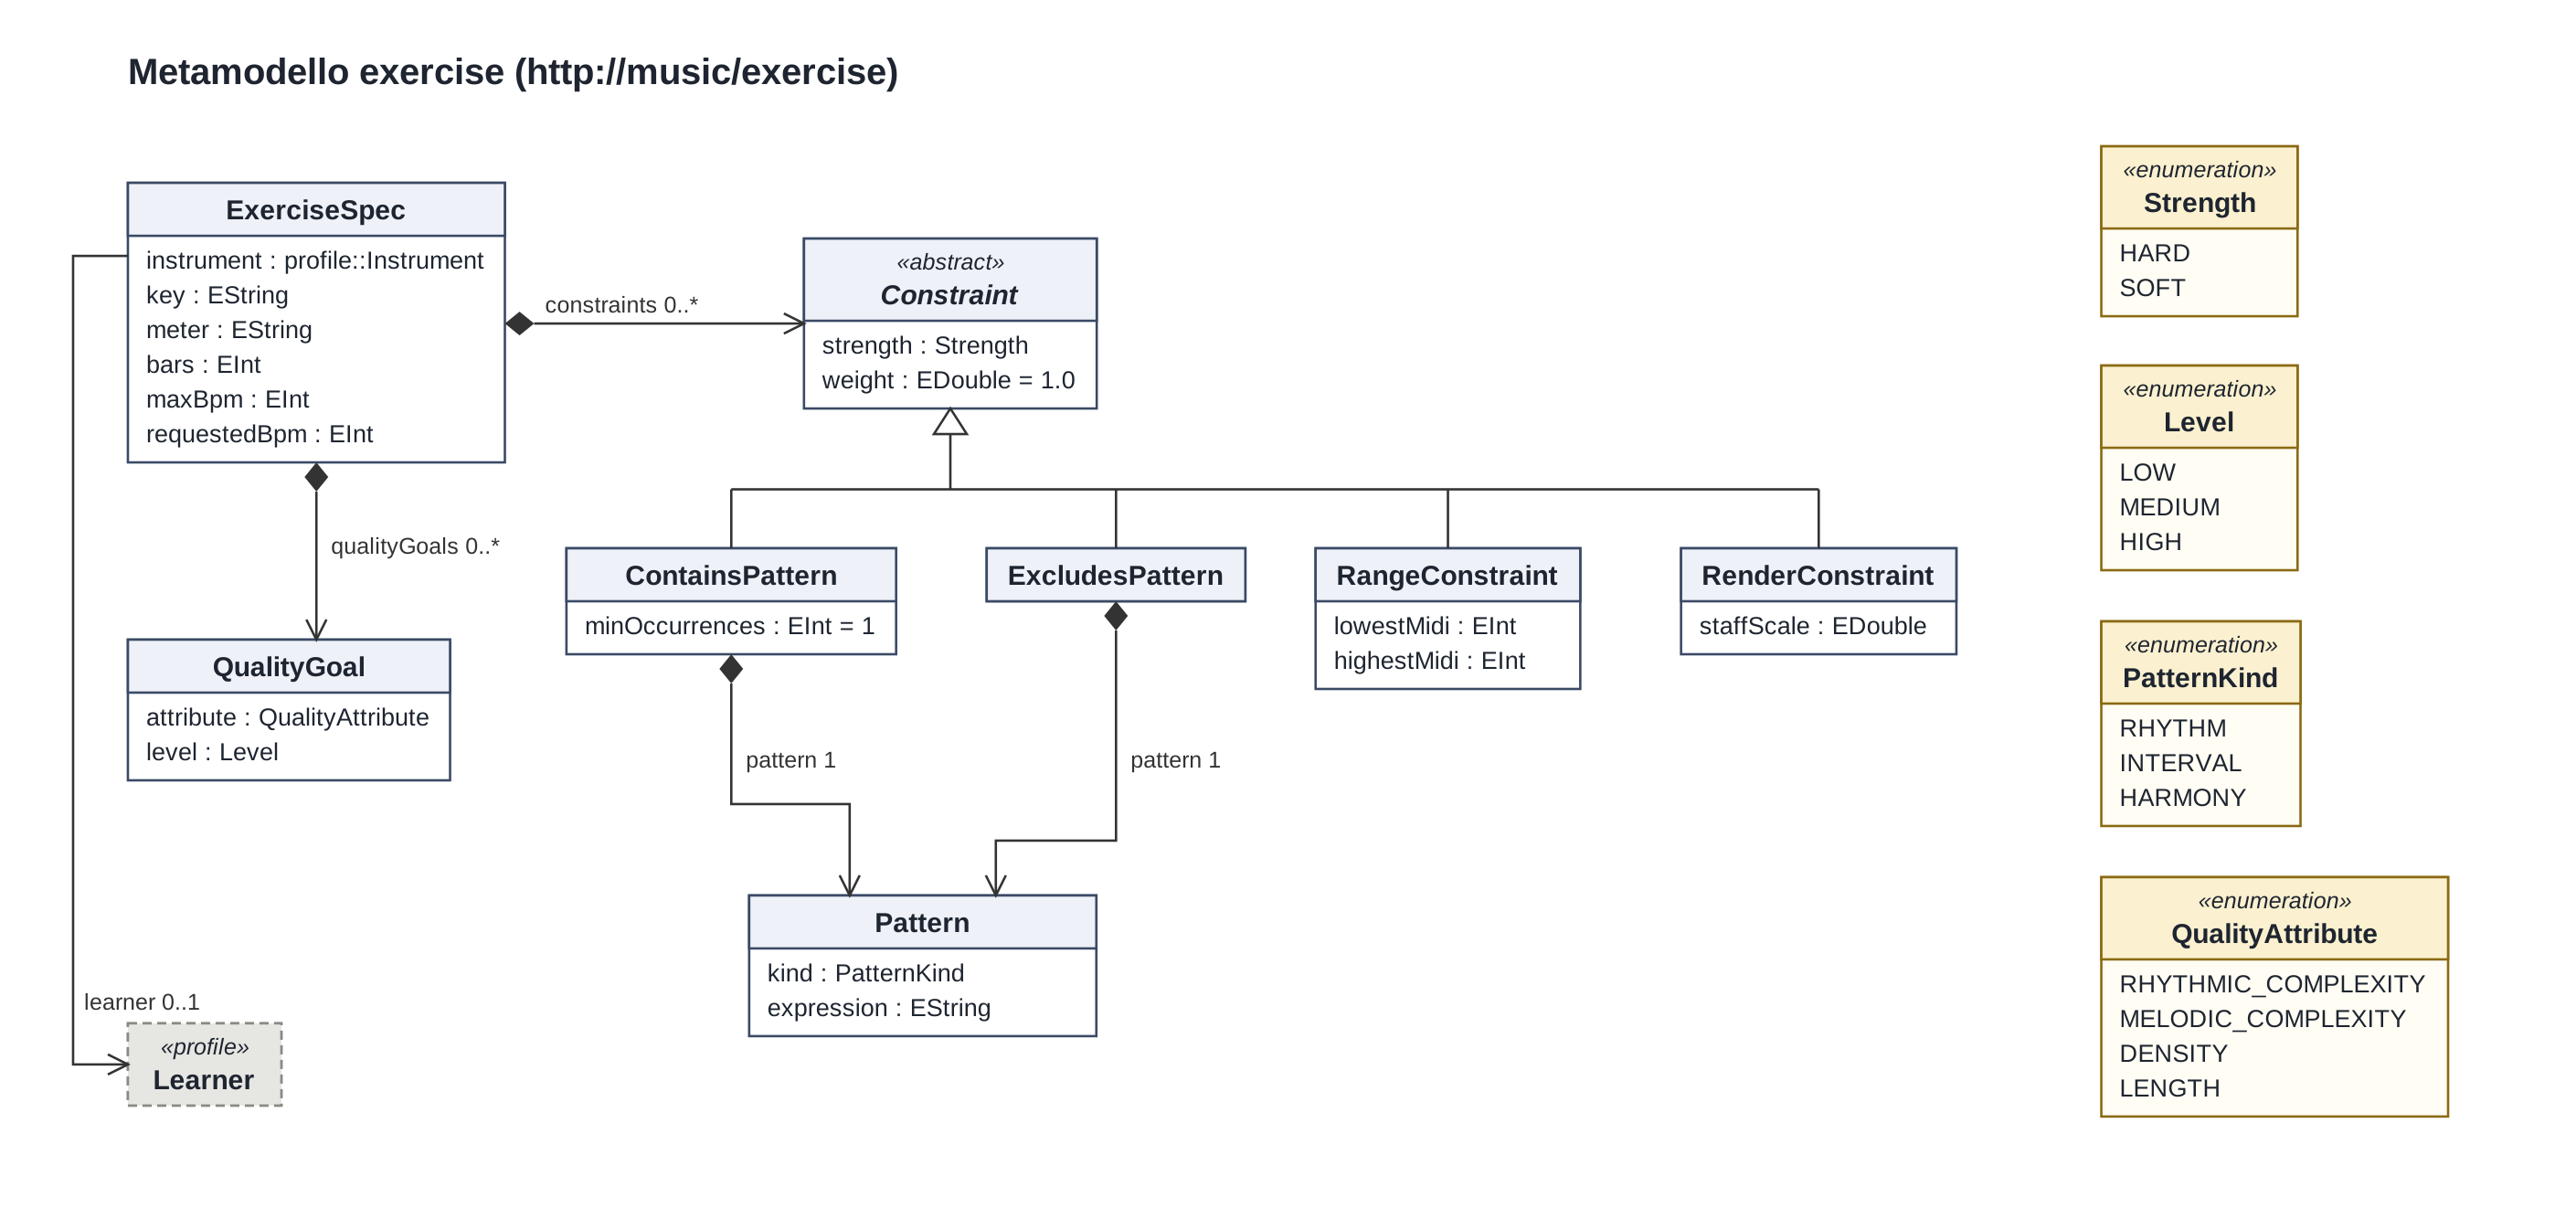 Metamodello exercise (http://music/exercise)
ExerciseSpec
instrument : profile::Instrument
key : EString
meter : EString
bars : EInt
maxBpm : EInt
requestedBpm : EInt
constraints 0..*
«abstract»
Constraint
strength : Strength
weight : EDouble = 1.0
qualityGoals 0..*
QualityGoal
attribute : QualityAttribute
level : Level
ContainsPattern
minOccurrences : EInt = 1
ExcludesPattern
RangeConstraint
lowestMidi : EInt
highestMidi : EInt
RenderConstraint
staffScale : EDouble
pattern 1
pattern 1
Pattern
kind : PatternKind
expression : EString
learner 0..1
«profile»
Learner
«enumeration»
Strength
HARD
SOFT
«enumeration»
Level
LOW
MEDIUM
HIGH
«enumeration»
PatternKind
RHYTHM
INTERVAL
HARMONY
«enumeration»
QualityAttribute
RHYTHMIC_COMPLEXITY
MELODIC_COMPLEXITY
DENSITY
LENGTH